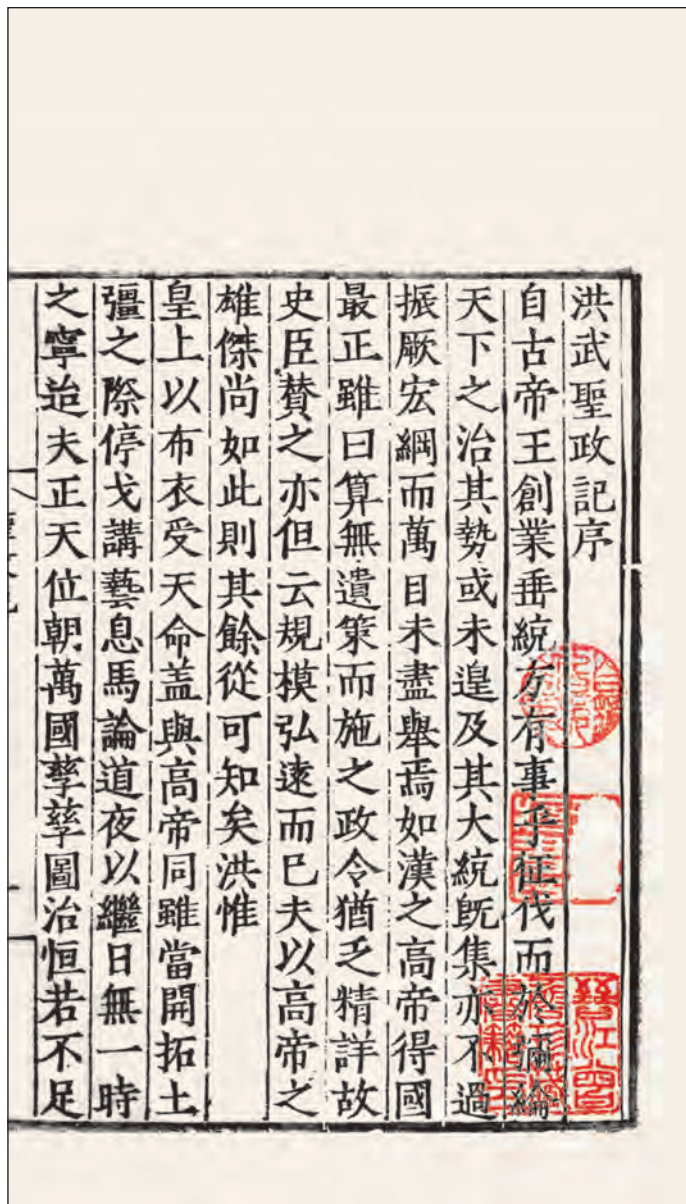 洪武聖政記序
自古帝王創業垂統方有事乎征伐而於彌綸
天下之治其勢或未遑及其大統旣集亦不過
振厥宏綱而萬目未盡舉焉如漢之高帝得國
最正雖曰算無遺策而施之政令猶乏精詳故
史臣賛之亦但云規模弘遠而已夫以高帝之
雄傑尚如此則其餘從可知矣洪惟
皇上以布衣受天命盖與高帝同雖當開拓土
彊之際停戈講藝息馬論道夜以繼日無一時
之寧迨夫正天位朝萬國孳孳圖治恒若不足